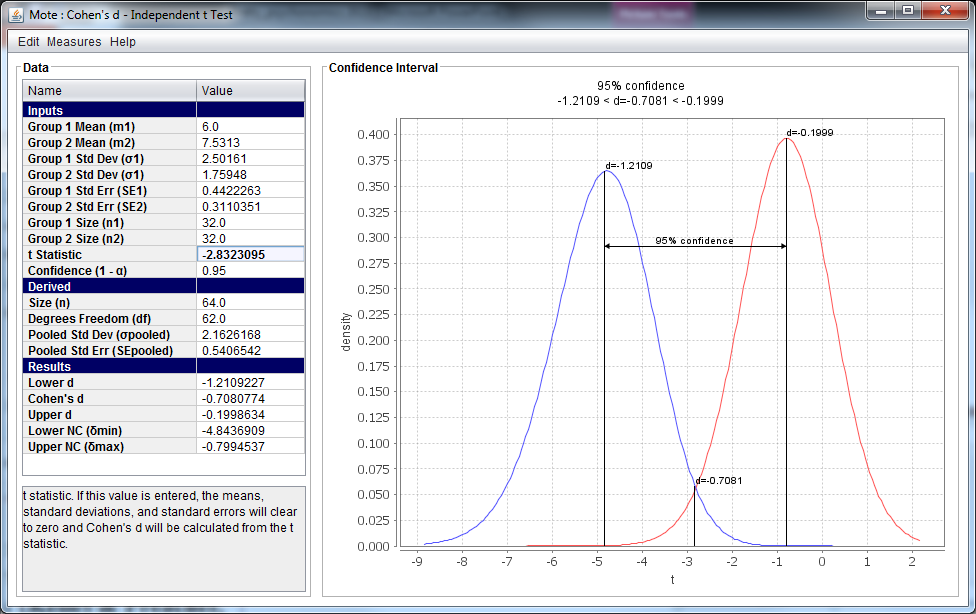 Mote : Cohen's d - Independent t Test
Edit Measures Help
Data
Name Value
Inputs
Group 1 Mean (m1) 6.0
Group 2 Mean (m2) 7.5313
Group 1 Std Dev (σ1) 2.50161
Group 2 Std Dev (σ1) 1.75948
Group 1 Std Err (SE1) 0.4422263
Group 2 Std Err (SE2) 0.3110351
Group 1 Size (n1) 32.0
Group 2 Size (n2) 32.0
t Statistic -2.8323095
Confidence (1 - α) 0.95
Derived
Size (n) 64.0
Degrees Freedom (df) 62.0
Pooled Std Dev (σpooled) 2.1626168
Pooled Std Err (SEpooled) 0.5406542
Results
Lower d -1.2109227
Cohen's d -0.7080774
Upper d -0.1998634
Lower NC (δmin) -4.8436909
Upper NC (δmax) -0.7994537
t statistic. If this value is entered, the means,
standard deviations, and standard errors will clear
to zero and Cohen's d will be calculated from the t
statistic.
Confidence Interval
95% confidence
-1.2109 < d=-0.7081 < -0.1999
0.400
0.375
0.350
0.325
0.300
0.275
0.250
0.225
0.200
0.175
0.150
0.125
0.100
0.075
0.050
0.025
0.000
density
d=-0.1999
d=-1.2109
95% confidence
d=-0.7081
-9 -8 -7 -6 -5 -4 -3 -2 -1 0 1 2
t